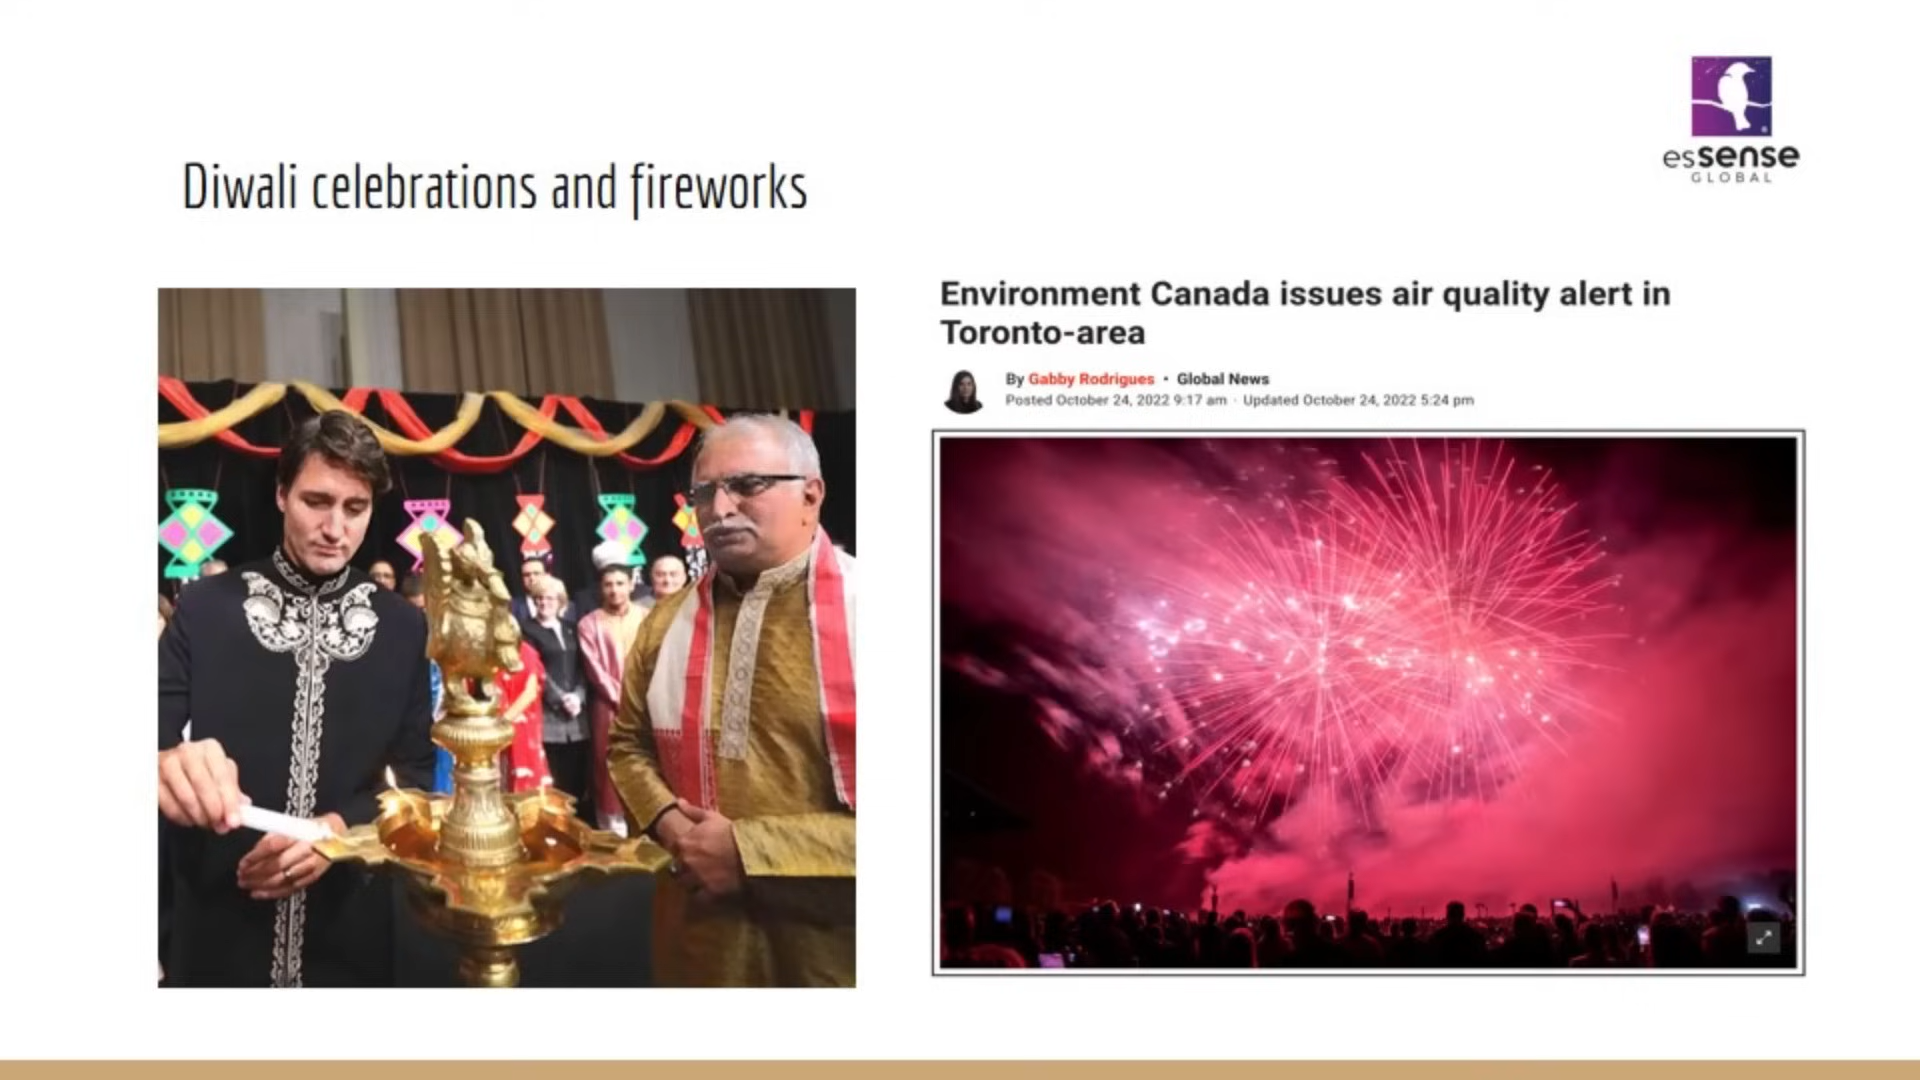 esSense
GLOBAL
Diwali celebrations and fireworks
Environment Canada issues air quality alert in
Toronto-area
By Gabby Rodrigues • Global News
Posted October 24, 2022 9:17 am · Updated October 24, 2022 5:24 pm